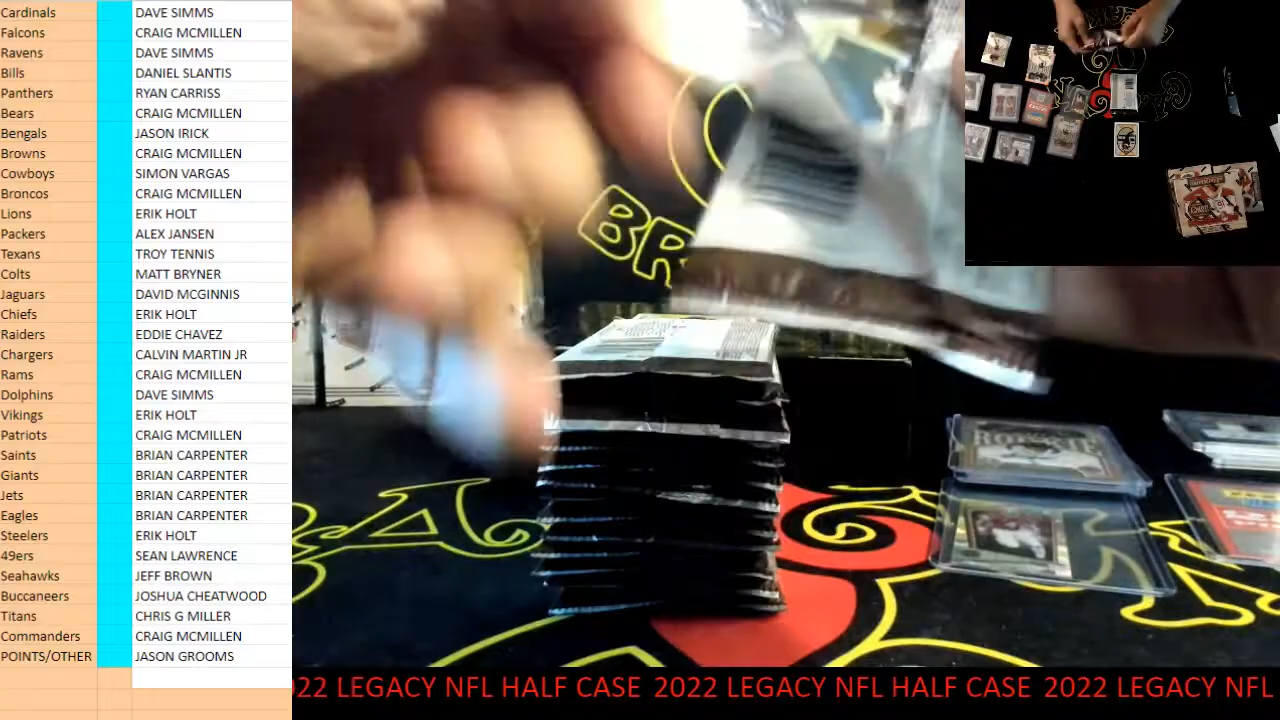 Cardinals DAVE SIMMS
Falcons CRAIG MCMILLEN
Ravens DAVE SIMMS
Bills DANIEL SLANTIS
Panthers RYAN CARRISS
Bears CRAIG MCMILLEN
Bengals JASON IRICK
Browns CRAIG MCMILLEN
Cowboys SIMON VARGAS
Broncos CRAIG MCMILLEN
Lions ERIK HOLT
Packers ALEX JANSEN
Texans TROY TENNIS
Colts MATT BRYNER
Jaguars DAVID MCGINNIS
Chiefs ERIK HOLT
Raiders EDDIE CHAVEZ
Chargers CALVIN MARTIN JR
Rams CRAIG MCMILLEN
Dolphins DAVE SIMMS
Vikings ERIK HOLT
Patriots CRAIG MCMILLEN
Saints BRIAN CARPENTER
Giants BRIAN CARPENTER
Jets BRIAN CARPENTER
Eagles BRIAN CARPENTER
Steelers ERIK HOLT
49ers SEAN LAWRENCE
Seahawks JEFF BROWN
Buccaneers JOSHUA CHEATWOOD
Titans CHRIS G MILLER
Commanders CRAIG MCMILLEN
POINTS/OTHER JASON GROOMS
BR
ROOKIE
22 LEGACY NFL HALF CASE 2022 LEGACY NFL HALF CASE 2022 LEGACY NFL